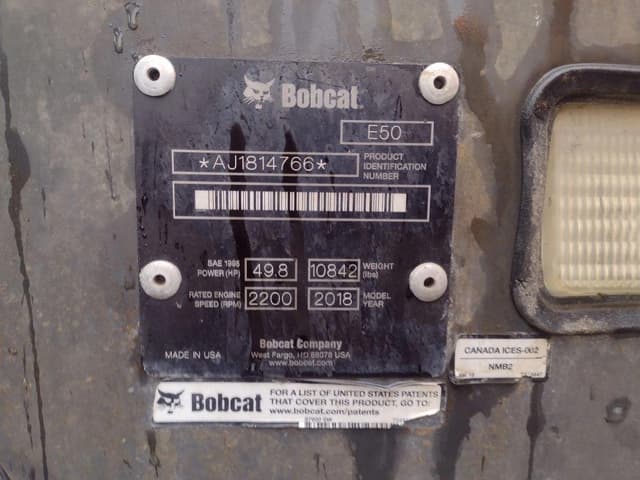 Bobcat
E50
*AJ1814766*
PRODUCT
IDENTIFICATION
NUMBER
SAE 1995
POWER (HP)
49.8
10842
WEIGHT
(lbs)
RATED ENGINE
SPEED (RPM)
2200
2018
MODEL
YEAR
Bobcat Company
MADE IN USA
West Fargo, ND 58078 USA
www.bobcat.com
CANADA ICES-002
NMB2
Bobcat
FOR A LIST OF UNITED STATES PATENTS
THAT COVER THIS PRODUCT, GO TO:
www.bobcat.com/patents